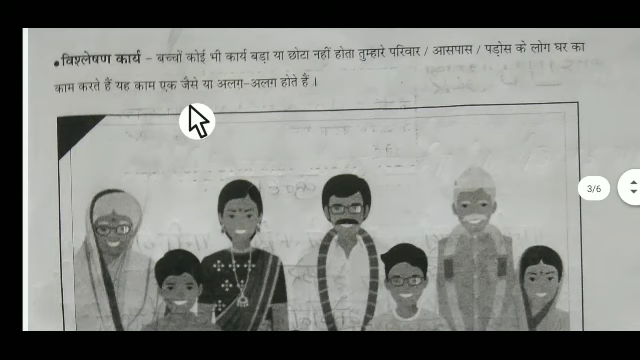 • विश्लेषण कार्य – बच्चों कोई भी कार्य बड़ा या छोटा नहीं होता तुम्हारे परिवार / आसपास / पड़ोस के लोग घर का
काम करते हैं यह काम एक जैसे या अलग-अलग होते हैं ।
3/6